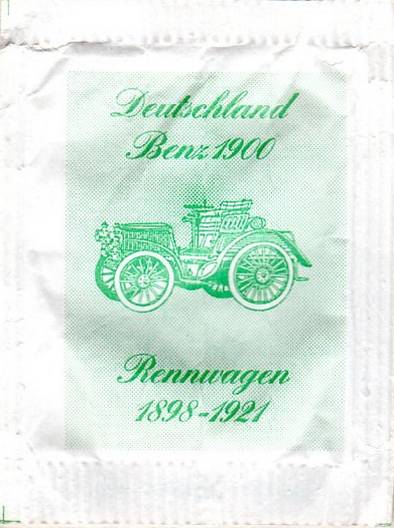 Deutschland
Benz 1900
Rennwagen
1898-1921